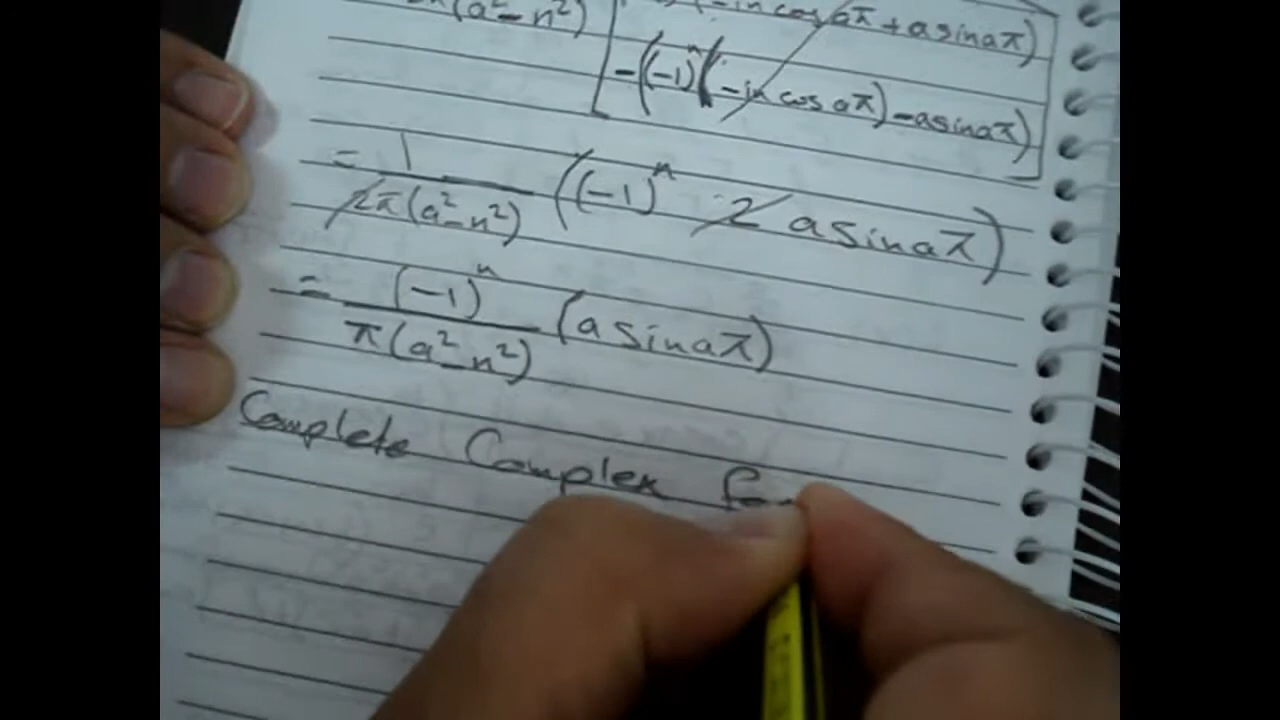 π(a²-n²) [ (-in cos aπ + a sin aπ)
-(-1)ⁿ(-in cos aπ) - a sin aπ) ]
= 1 / 2π(a²-n²) ((-1)ⁿ 2 a sin aπ)
= (-1)ⁿ / π(a²-n²) (a sin aπ)
Complete Complex